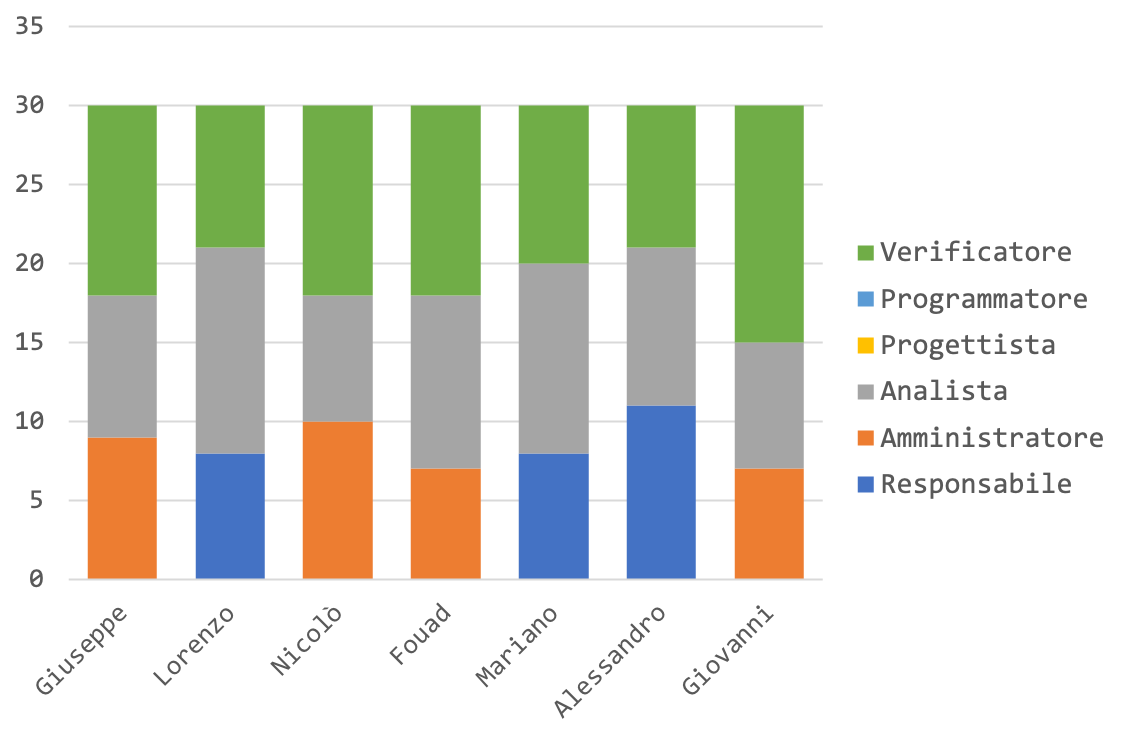 35
30
25
20
15
10
5
0
Giuseppe
Lorenzo
Nicolò
Fouad
Mariano
Alessandro
Giovanni
Verificatore
Programmatore
Progettista
Analista
Amministratore
Responsabile